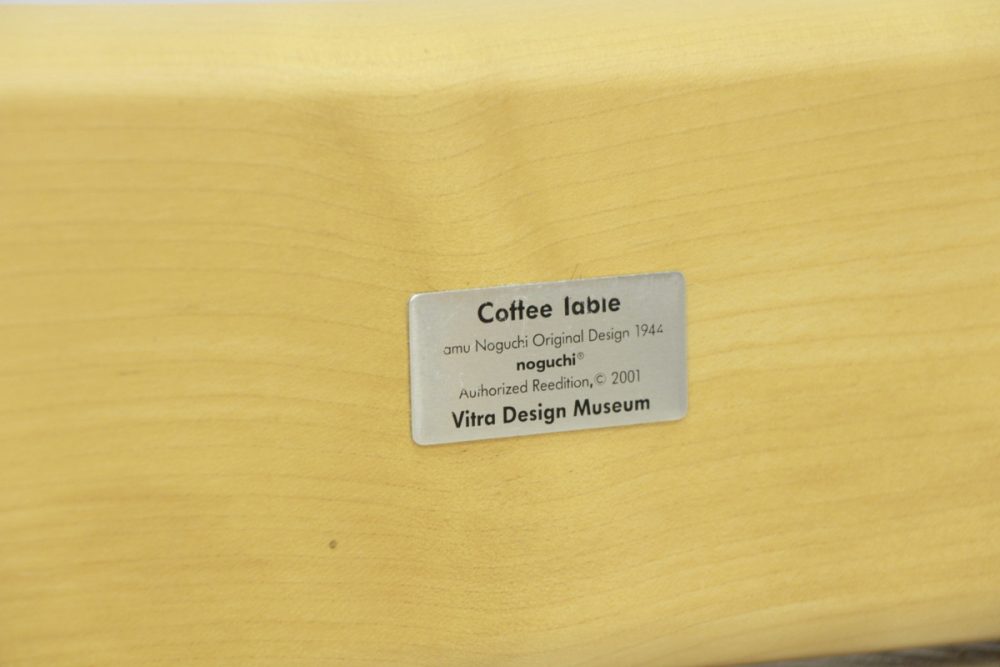 Coffee Table
amu Noguchi Original Design 1944
noguchi®
Authorized Reedition, © 2001
Vitra Design Museum